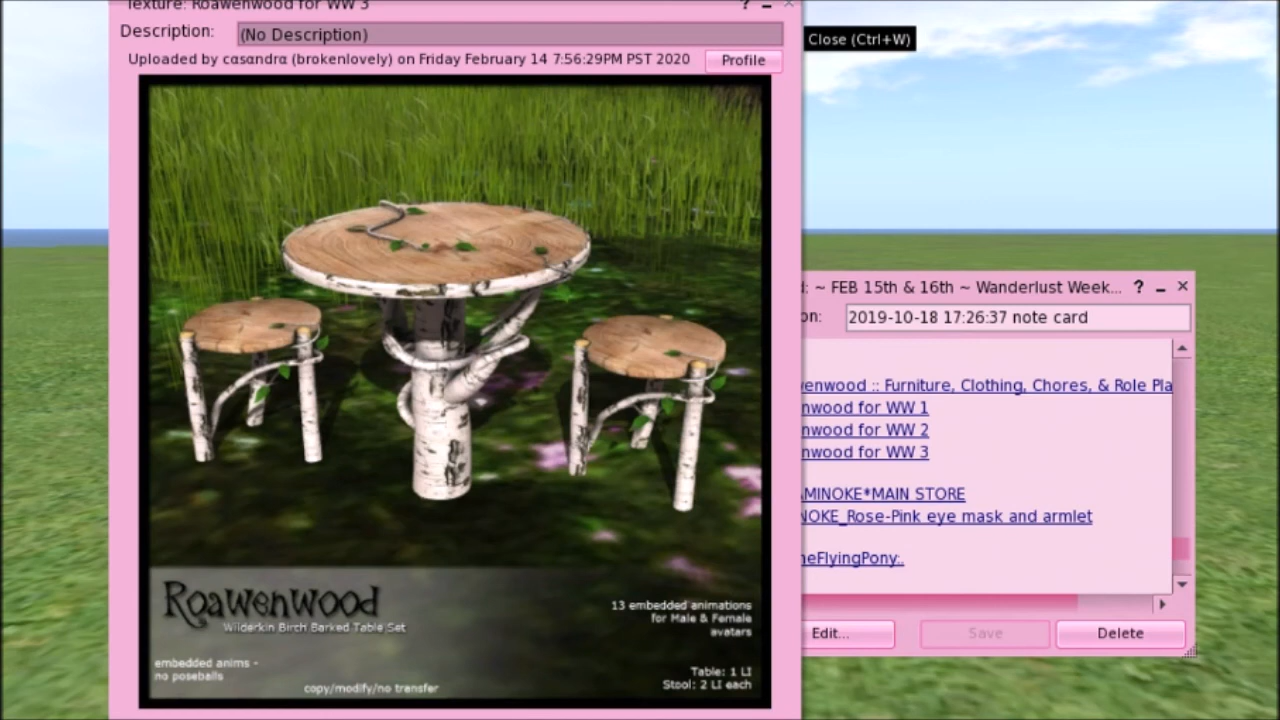 Texture: Roawenwood for WW 3
?
Description:
(No Description)
Uploaded by cɑsɑndrɑ (brokenlovely) on Friday February 14 7:56:29PM PST 2020
Profile
Close (Ctrl+W)
Roawenwood
Wilderkin Birch Barked Table Set
13 embedded animations
for Male & Female
avatars
embedded anims -
no poseballs
copy/modify/no transfer
Table: 1 LI
Stool: 2 LI each
d: ~ FEB 15th & 16th ~ Wanderlust Week...
?
on:
2019-10-18 17:26:37 note card
enwood :: Furniture, Clothing, Chores, & Role Pla
nwood for WW 1
nwood for WW 2
nwood for WW 3
AMINOKE*MAIN STORE
NOKE_Rose-Pink eye mask and armlet
heFlyingPony:.
Edit...
Save
Delete